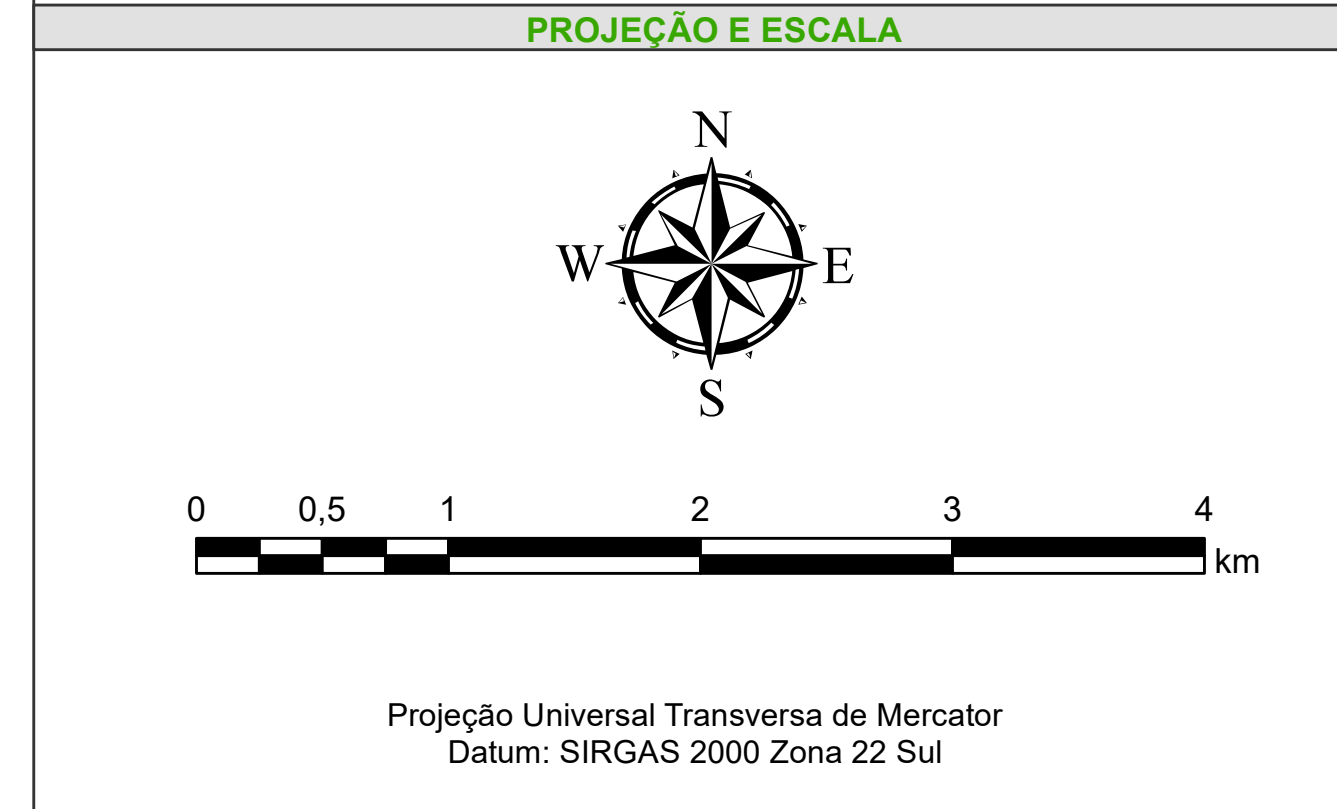 PROJEÇÃO E ESCALA
N
W
E
S
0 0,5 1 2 3 4
km
Projeção Universal Transversa de Mercator
Datum: SIRGAS 2000 Zona 22 Sul